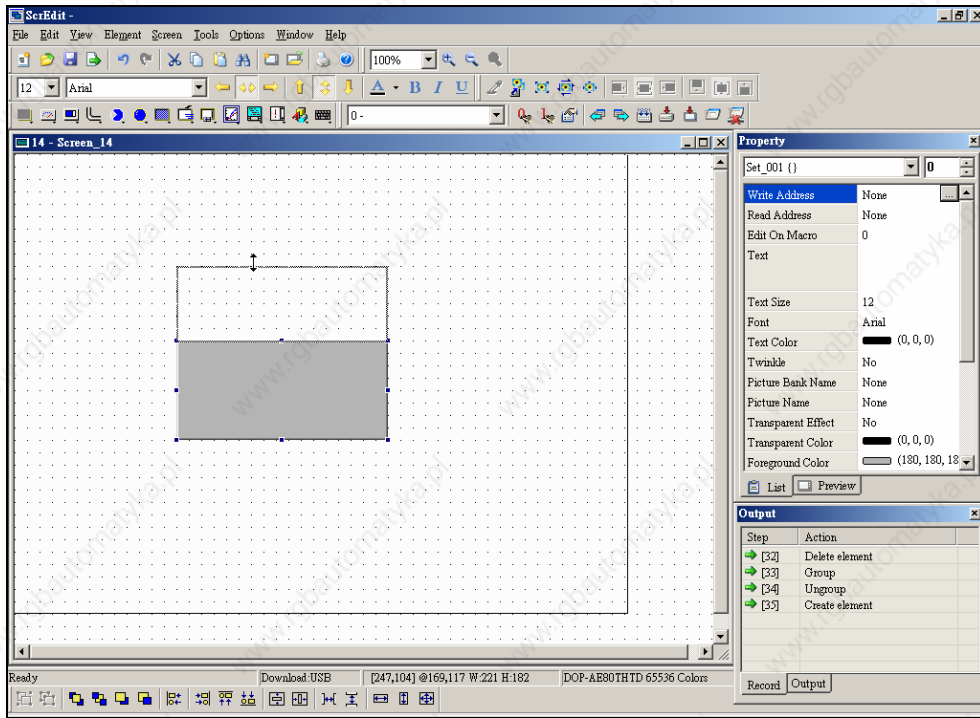 ScrEdit -
File Edit View Element Screen Tools Options Window Help
100%
12 Arial A B I U
0 -
14 - Screen_14
Property
Set_001 {} 0
Write Address None ...
Read Address None
Edit On Macro 0
Text
Text Size 12
Font Arial
Text Color (0, 0, 0)
Twinkle No
Picture Bank Name None
Picture Name None
Transparent Effect No
Transparent Color (0, 0, 0)
Foreground Color (180, 180, 18
List Preview
Output
Step Action
[32] Delete element
[33] Group
[34] Ungroup
[35] Create element
Record Output
Ready Download:USB [247,104] @169,117 W:221 H:182 DOP-AE80THTD 65536 Colors
www.rgbautomatyka.pl